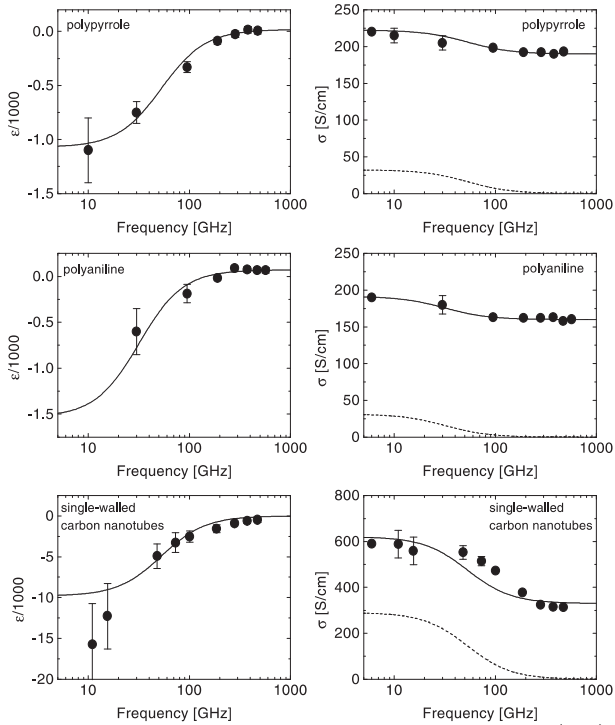 polypyrrole
0.0
-0.5
-1.0
-1.5
ε/1000
10
100
1000
Frequency [GHz]
polypyrrole
250
200
150
100
50
0
σ [S/cm]
10
100
1000
Frequency [GHz]
polyaniline
0.0
-0.5
-1.0
-1.5
ε/1000
10
100
1000
Frequency [GHz]
polyaniline
250
200
150
100
50
0
σ [S/cm]
10
100
1000
Frequency [GHz]
single-walled
carbon nanotubes
0
-5
-10
-15
-20
ε/1000
10
100
1000
Frequency [GHz]
single-walled
carbon nanotubes
800
600
400
200
0
σ [S/cm]
10
100
1000
Frequency [GHz]